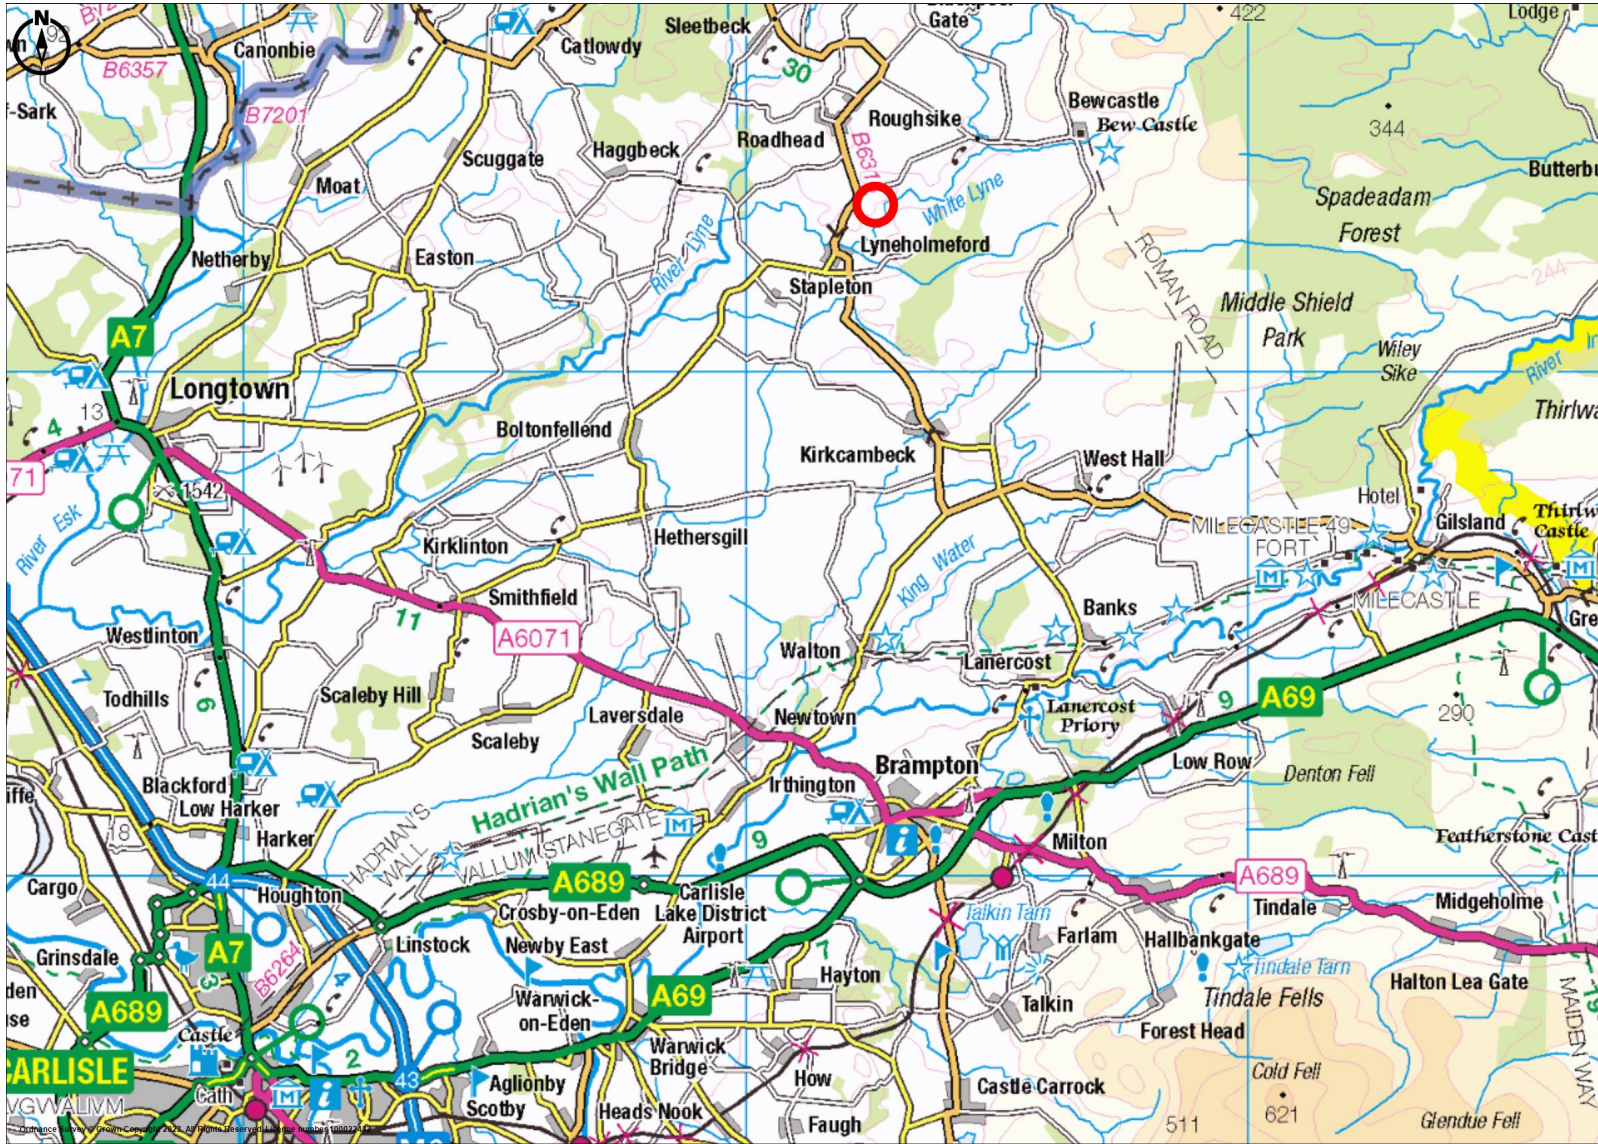 N
Sleetbeck
Gate
422
Lodge
Canonbie
B6357
Catlowdy
30
-Sark
B7201
Roughsike
Bewcastle
Bew Castle
344
Roadhead
B631
Haggbeck
Scuggate
Moat
White Lyne
Spadeadam
Forest
Lyneholmeford
River Lyne
Netherby
Easton
Stapleton
ROMAN ROAD
244
Middle Shield
Park
A7
Wiley
Sike
River
Longtown
13
4
71
Boltonfellend
Kirkcambeck
West Hall
Hotel
1542
River Esk
MILECASTLE 49
FORT
Gilsland
Castle
Kirklinton
Hethersgill
King Water
Smithfield
11
A6071
Banks
MILECASTLE
Gre
Westlinton
Walton
Lanercost
7
6
Todhills
Scaleby Hill
Laversdale
Newtown
Lanercost
Priory
9
A69
290
Scaleby
Hadrian's Wall Path
Brampton
Low Row
Denton Fell
Blackford
Irthington
Low Harker
iffe
18
Harker
HADRIAN'S
WALL
VALLUM
STANEGATE
9
i
Milton
Featherstone Cast
Cargo
44
Houghton
A689
Crosby-on-Eden
Carlisle
Lake District
Airport
A689
Tindale
Midgeholme
Grinsdale
A7
3
B6264
4
Linstock
Newby East
7
Talkin Tarn
Farlam
Hallbankgate
Tindale Tarn
Hayton
Halton Lea Gate
A689
A69
Warwick-
on-Eden
Talkin
Tindale Fells
Forest Head
MAIDEN WAY
19
Castle
CARLISLE
2
Warwick
Bridge
Cold Fell
43
Cath
i
Aglionby
Scotby
How
Castle Carrock
Heads Nook
Faugh
511
621
Glendue Fell